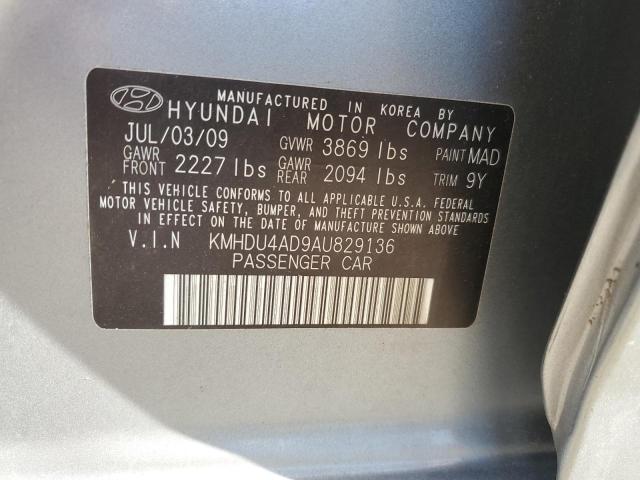 MANUFACTURED IN KOREA BY
HYUNDAI MOTOR COMPANY
JUL/03/09 GVWR 3869 lbs PAINT MAD
GAWR FRONT 2227 lbs GAWR REAR 2094 lbs TRIM 9Y
THIS VEHICLE CONFORMS TO ALL APPLICABLE U.S.A. FEDERAL
MOTOR VEHICLE SAFETY, BUMPER, AND THEFT STANDARDS
IN EFFECT ON THE DATE OF MANUFACTURE SHOWN ABOVE.
V.I.N KMHDU4AD9AU829136
PASSENGER CAR